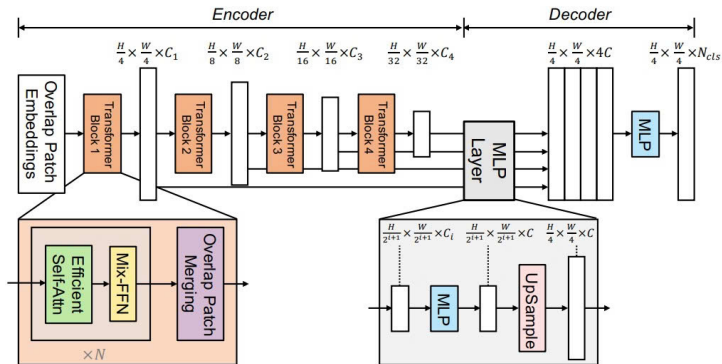 Encoder
Decoder
H/4 × W/4 ×C₁
H/8 × W/8 ×C₂
H/16 × W/16 ×C₃
H/32 × W/32 ×C₄
H/4 × W/4 ×4C
H/4 × W/4 ×N_cls
Overlap Patch
Embeddings
Transformer
Block 1
Transformer
Block 2
Transformer
Block 3
Transformer
Block 4
MLP
Layer
MLP
Efficient
Self-Attn
Mix-FFN
Overlap Patch
Merging
×N
H/2^{i+1} × W/2^{i+1} ×C_i
H/2^{i+1} × W/2^{i+1} ×C
H/4 × W/4 ×C
MLP
UpSample